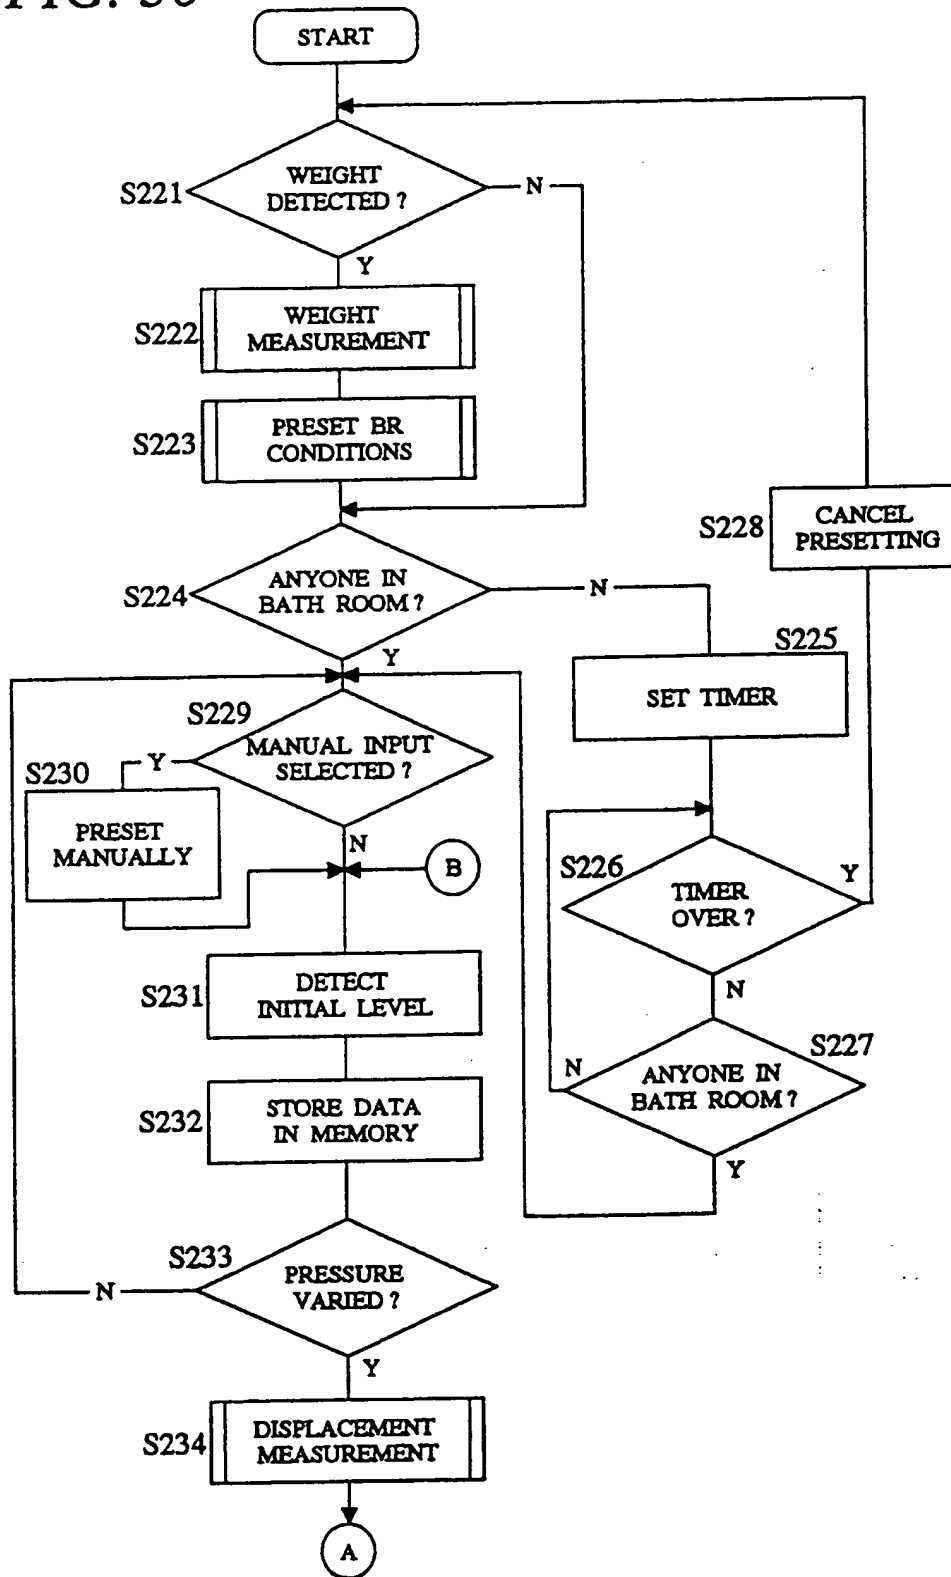 START
S221
WEIGHT
DETECTED ?
N
Y
S222
WEIGHT
MEASUREMENT
S223
PRESET BR
CONDITIONS
S228
CANCEL
PRESETTING
S224
ANYONE IN
BATH ROOM ?
N
Y
S225
SET TIMER
S229
MANUAL INPUT
SELECTED ?
Y
N
S230
PRESET
MANUALLY
B
S226
TIMER
OVER ?
Y
N
S231
DETECT
INITIAL LEVEL
S227
ANYONE IN
BATH ROOM ?
N
Y
S232
STORE DATA
IN MEMORY
S233
PRESSURE
VARIED ?
N
Y
S234
DISPLACEMENT
MEASUREMENT
A